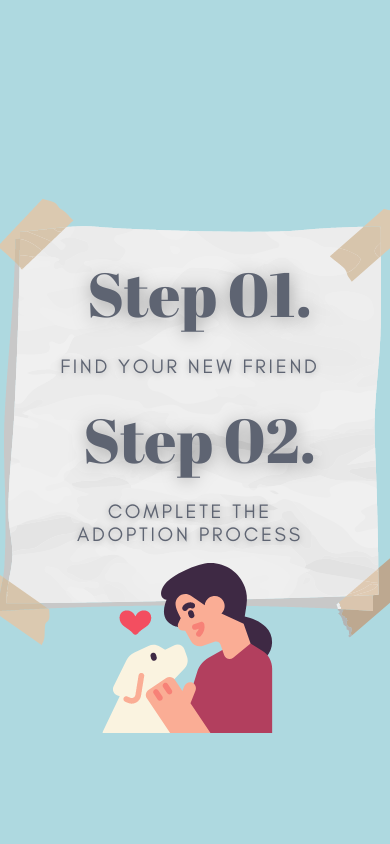 Step 01.
FIND YOUR NEW FRIEND
Step 02.
COMPLETE THE
ADOPTION PROCESS